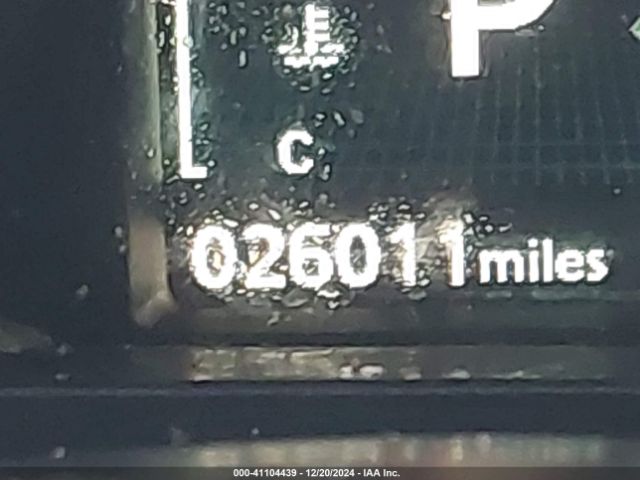 P
C
026011 miles
000-41104439 - 12/20/2024 - IAA Inc.